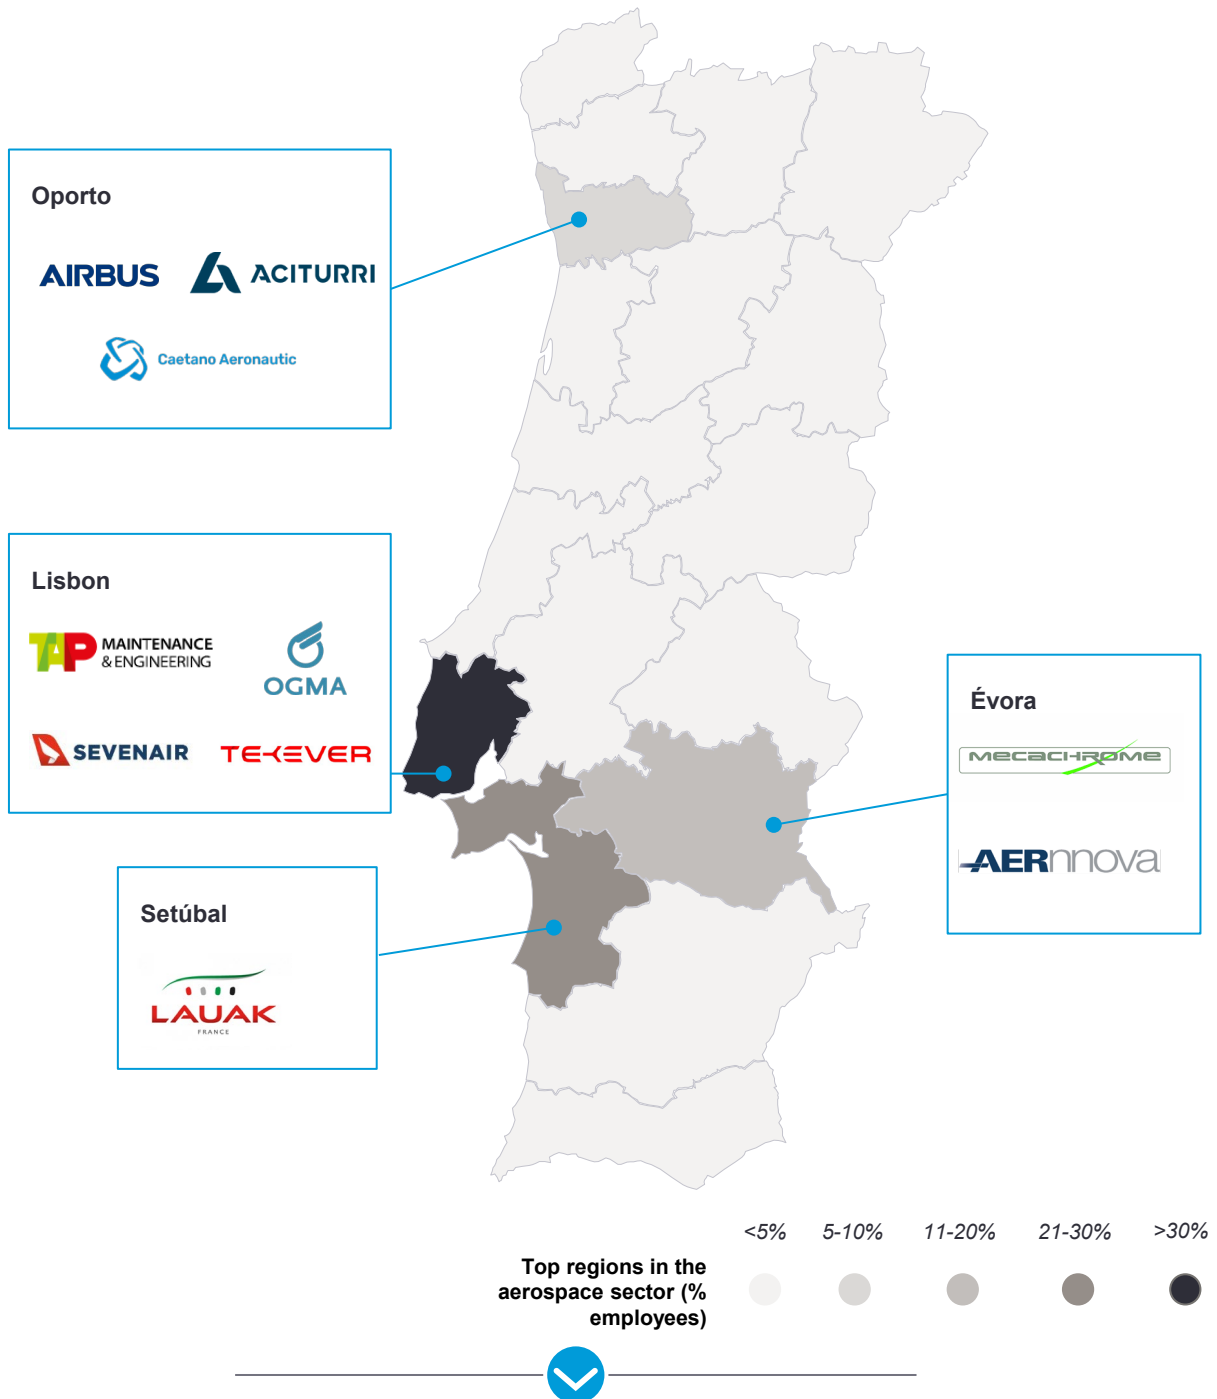 Oporto
AIRBUS
ACITURRI
Caetano Aeronautic
Lisbon
TAP MAINTENANCE
& ENGINEERING
OGMA
SEVENAIR
TEKEVER
Évora
MECACHROME
AERnnova
Setúbal
LAUAK
FRANCE
<5% 5-10% 11-20% 21-30% >30%
Top regions in the
aerospace sector (%
employees)